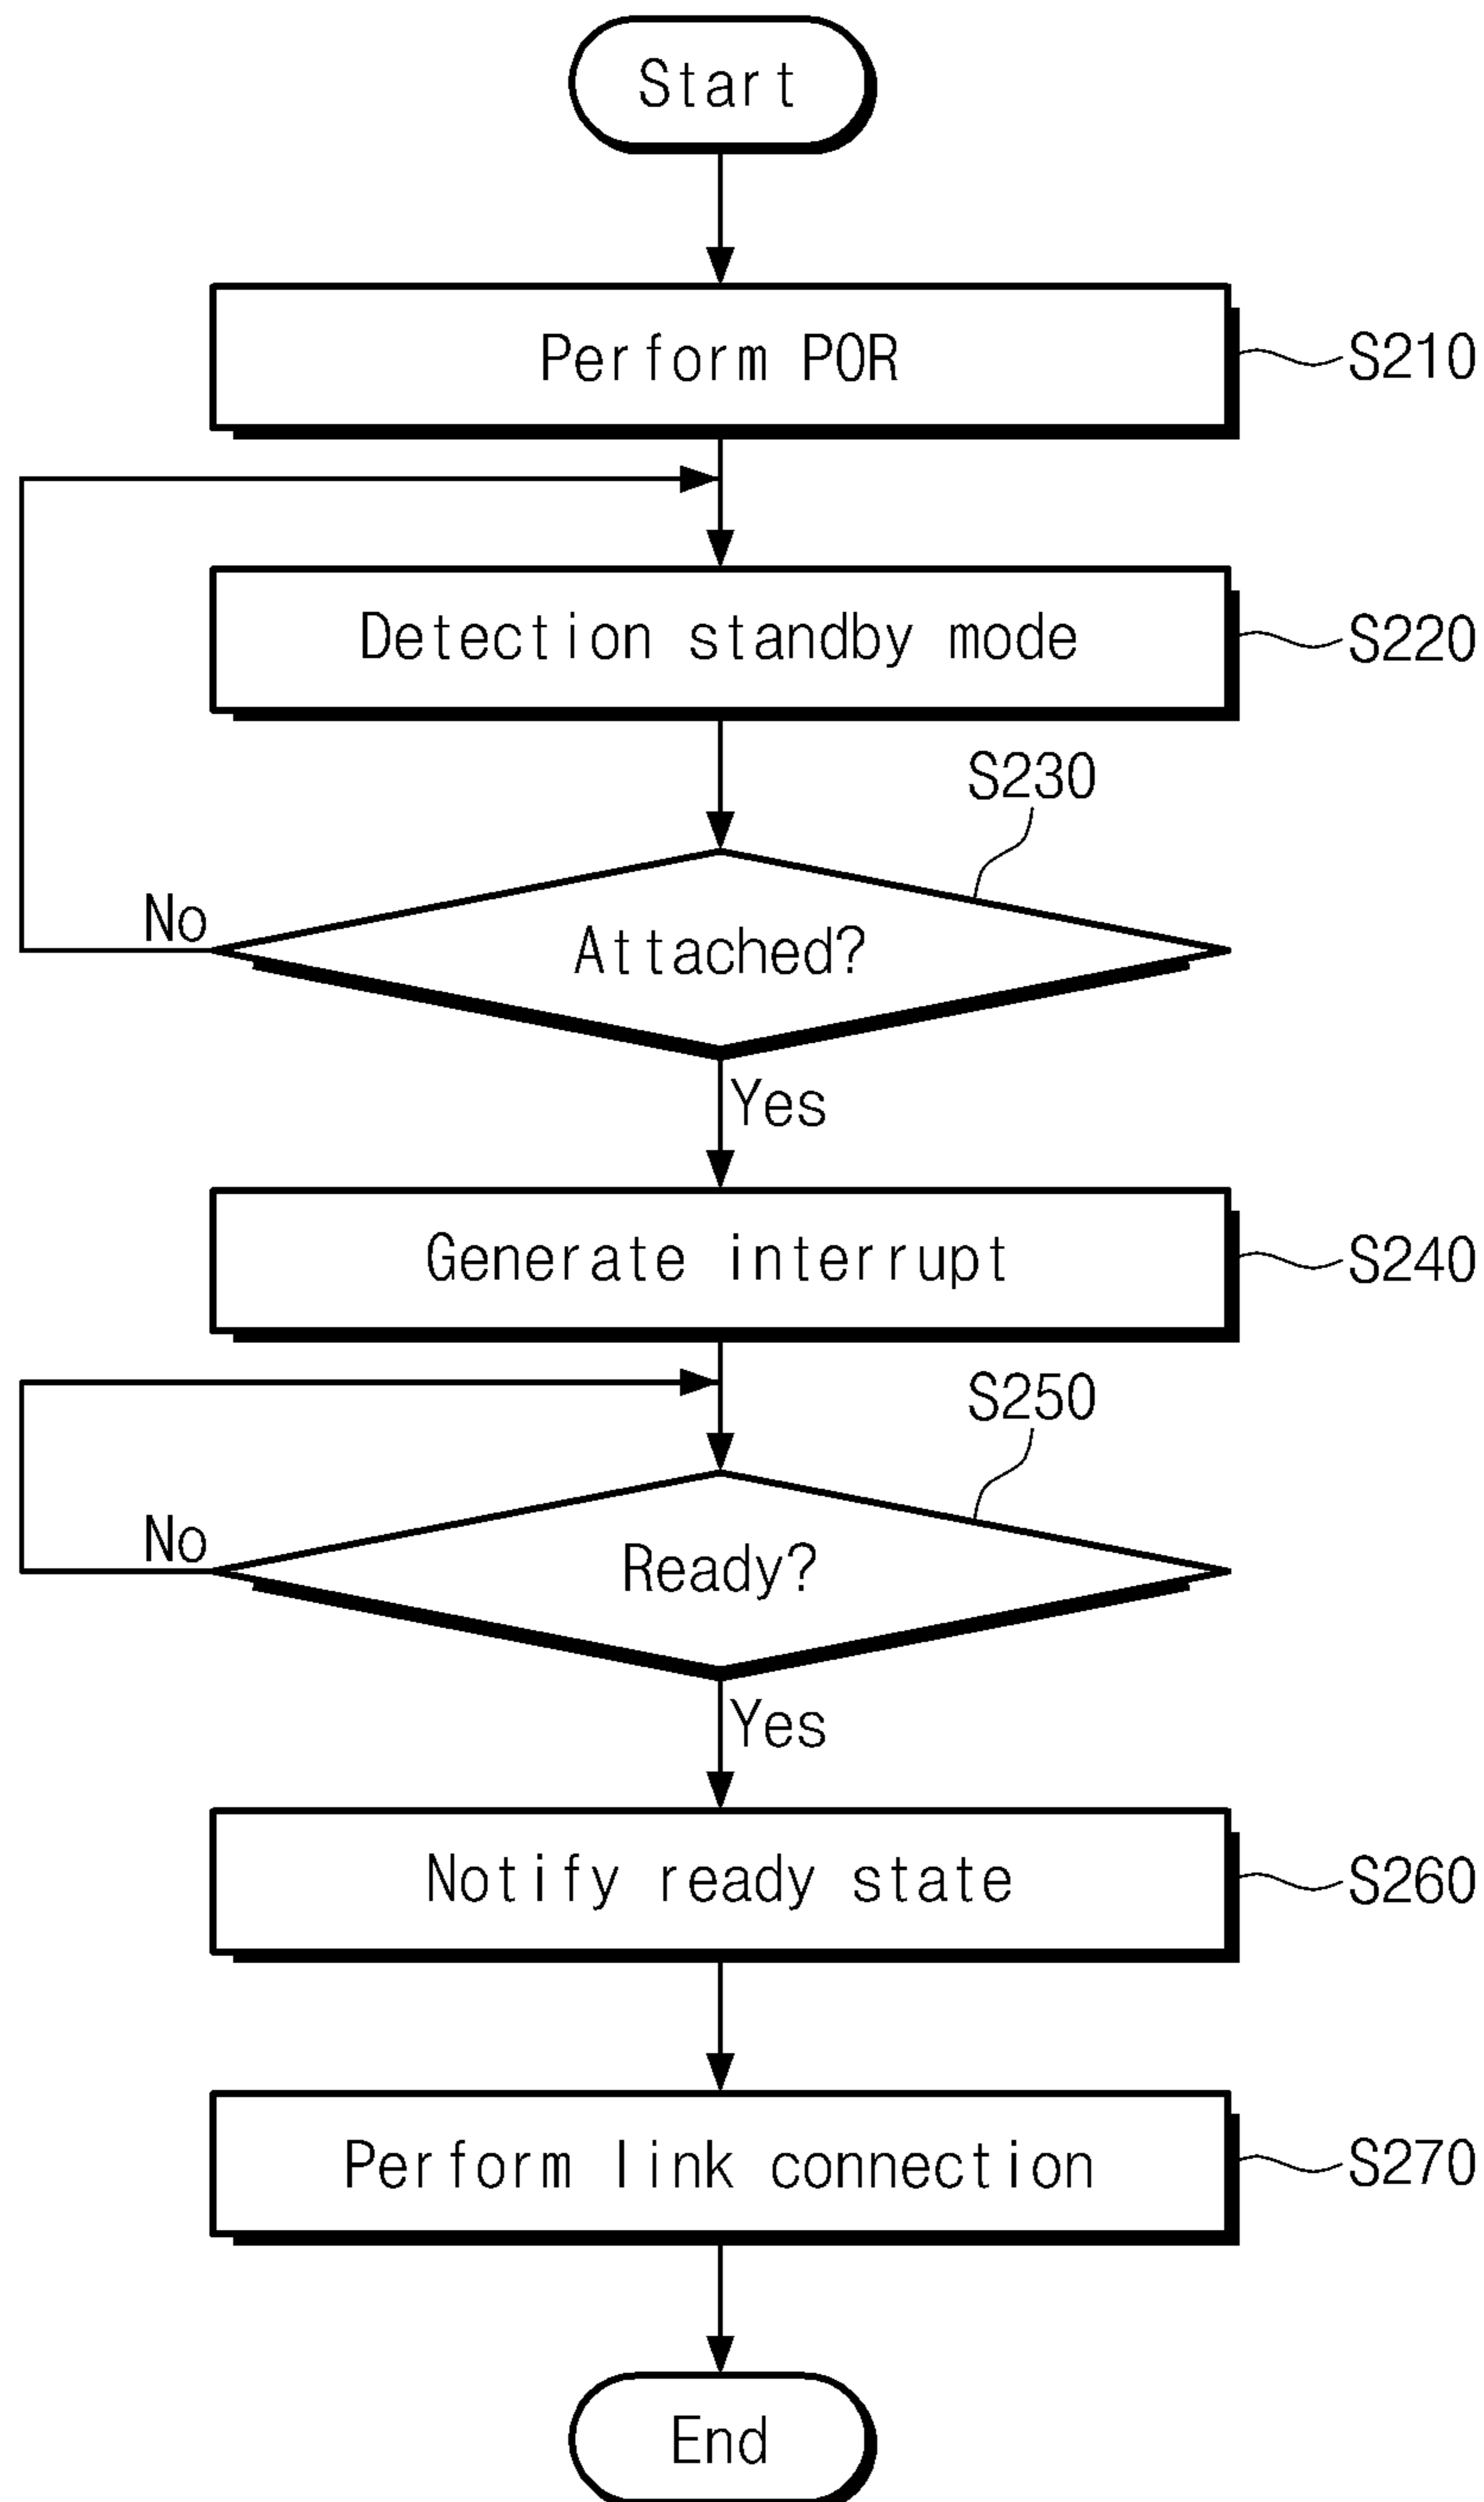 Start
Perform POR
S210
Detection standby mode
S220
S230
No
Attached?
Yes
Generate interrupt
S240
S250
No
Ready?
Yes
Notify ready state
S260
Perform link connection
S270
End